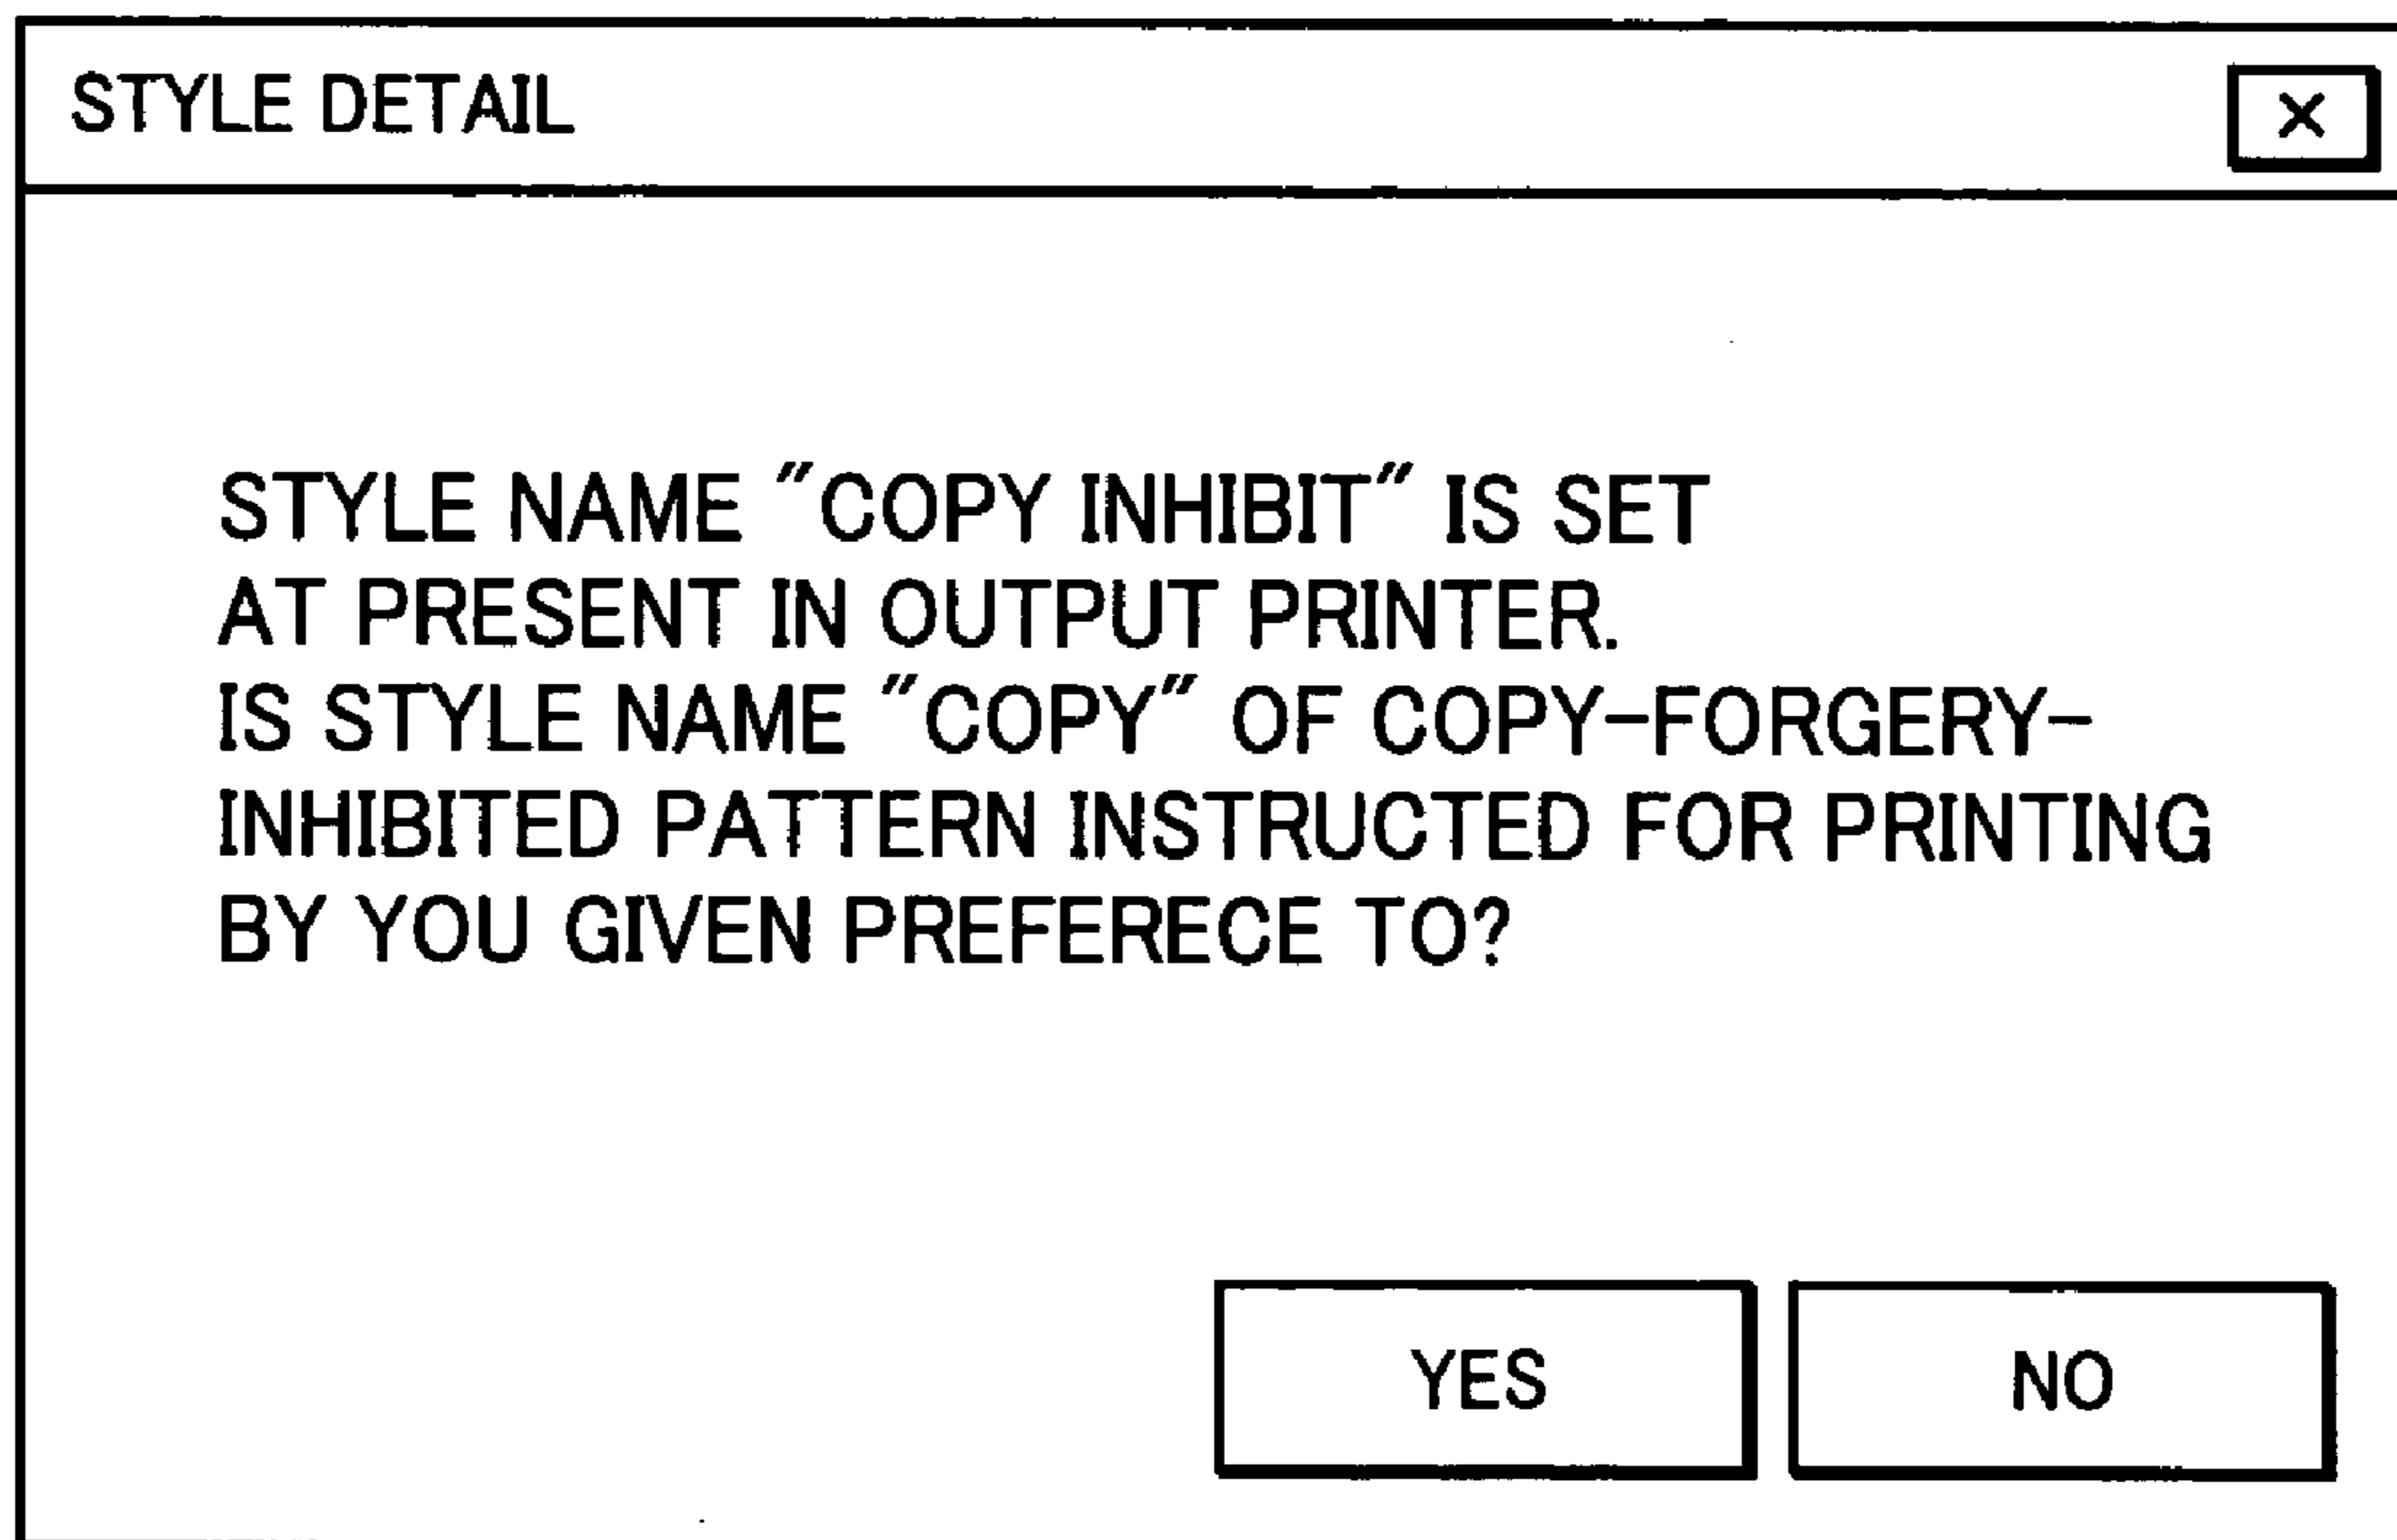 STYLE DETAIL
X
STYLE NAME "COPY INHIBIT" IS SET
AT PRESENT IN OUTPUT PRINTER.
IS STYLE NAME "COPY" OF COPY-FORGERY-
INHIBITED PATTERN INSTRUCTED FOR PRINTING
BY YOU GIVEN PREFERECE TO?
YES NO